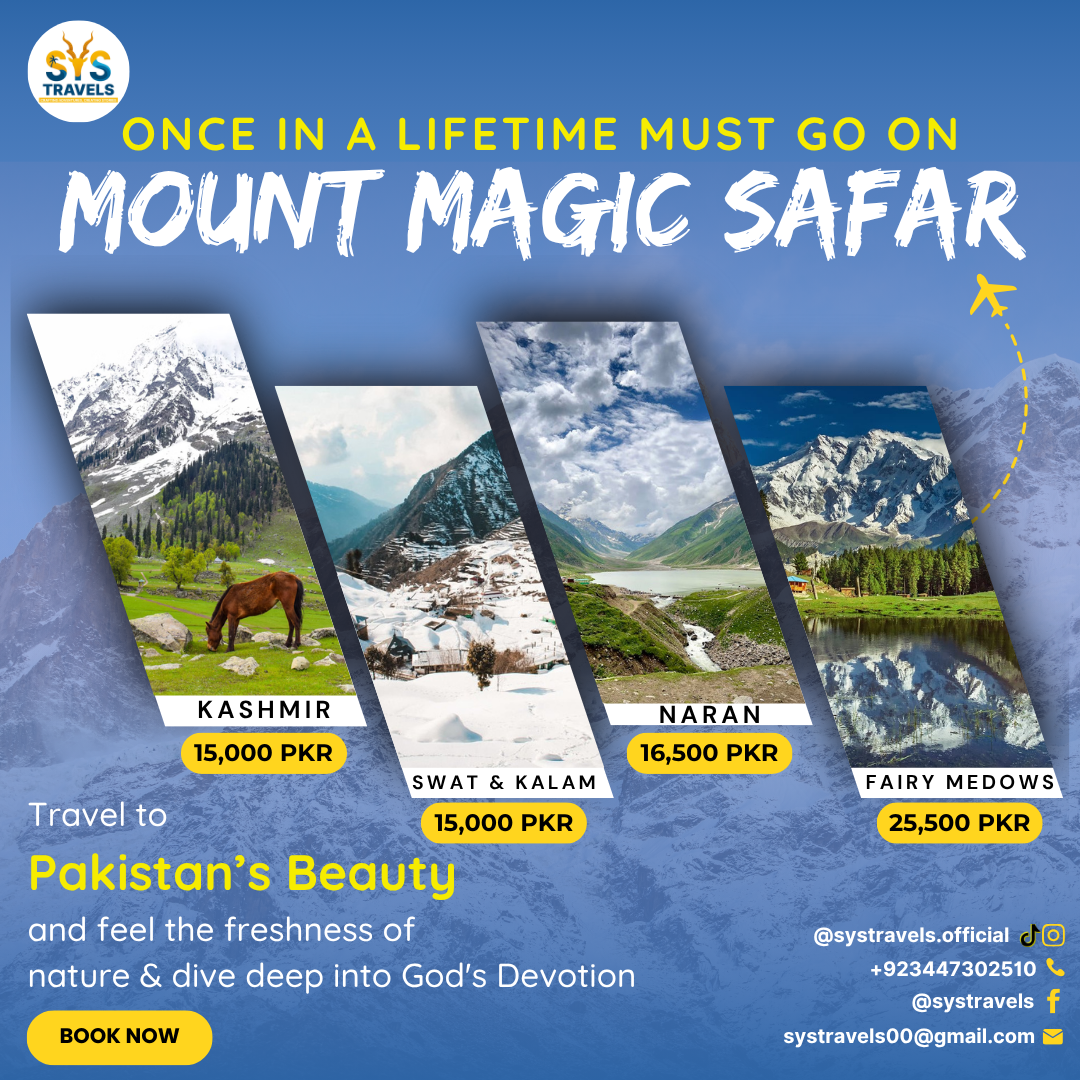 SYS
TRAVELS
ONCE IN A LIFETIME MUST GO ON
MOUNT MAGIC SAFAR
KASHMIR
15,000 PKR
SWAT & KALAM
15,000 PKR
NARAN
16,500 PKR
FAIRY MEDOWS
25,500 PKR
Travel to
Pakistan's Beauty
and feel the freshness of
nature & dive deep into God's Devotion
BOOK NOW
@systravels.official
+923447302510
@systravels
systravels00@gmail.com